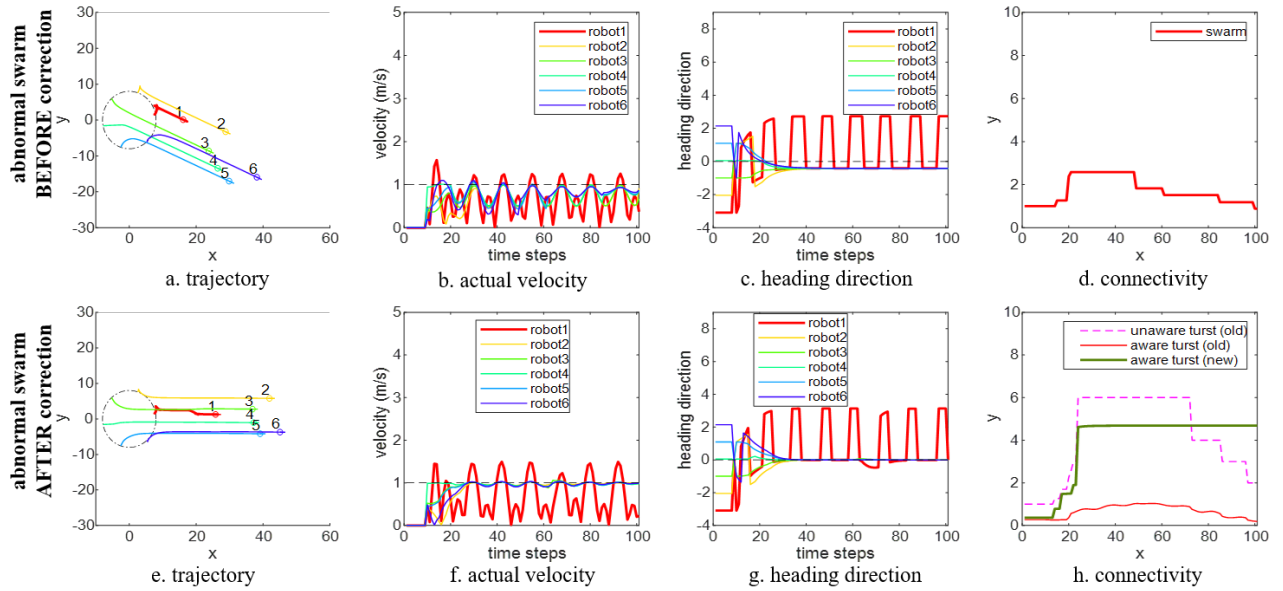 abnormal swarm
BEFORE correction
30
20
10
0
-10
-20
-30
y
0
20
40
60
x
1
2
3
4
5
6
a. trajectory
5
4
3
2
1
0
velocity (m/s)
0
20
40
60
80
100
time steps
robot1
robot2
robot3
robot4
robot5
robot6
b. actual velocity
8
6
4
2
0
-2
-4
heading direction
0
20
40
60
80
100
time steps
robot1
robot2
robot3
robot4
robot5
robot6
c. heading direction
10
8
6
4
2
0
y
0
20
40
60
80
100
x
swarm
d. connectivity
abnormal swarm
AFTER correction
30
20
10
0
-10
-20
-30
y
0
20
40
60
x
1
2
3
4
5
6
e. trajectory
5
4
3
2
1
0
velocity (m/s)
0
20
40
60
80
100
time steps
robot1
robot2
robot3
robot4
robot5
robot6
f. actual velocity
8
6
4
2
0
-2
-4
heading direction
0
20
40
60
80
100
time steps
robot1
robot2
robot3
robot4
robot5
robot6
g. heading direction
10
8
6
4
2
0
y
0
20
40
60
80
100
x
unaware turst (old)
aware turst (old)
aware turst (new)
h. connectivity